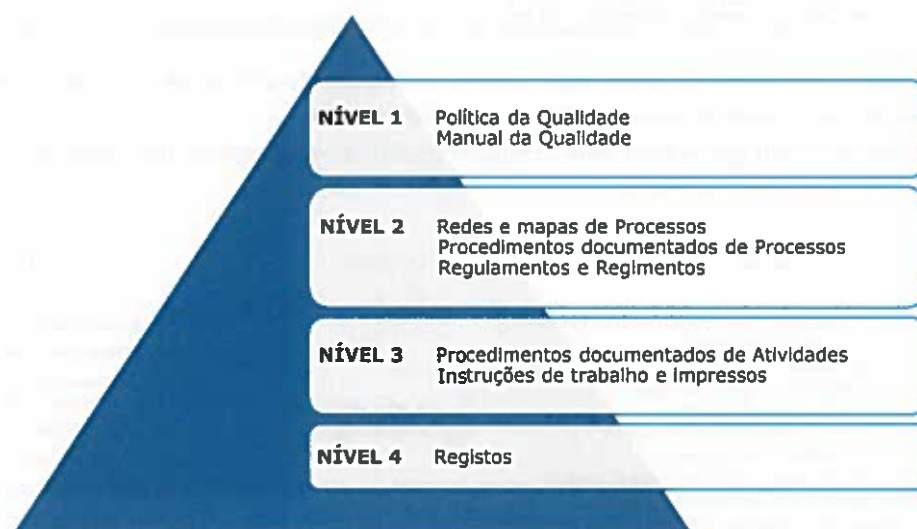 NÍVEL 1 Política da Qualidade
Manual da Qualidade
NÍVEL 2 Redes e mapas de Processos
Procedimentos documentados de Processos
Regulamentos e Regimentos
NÍVEL 3 Procedimentos documentados de Atividades
Instruções de trabalho e impressos
NÍVEL 4 Registos